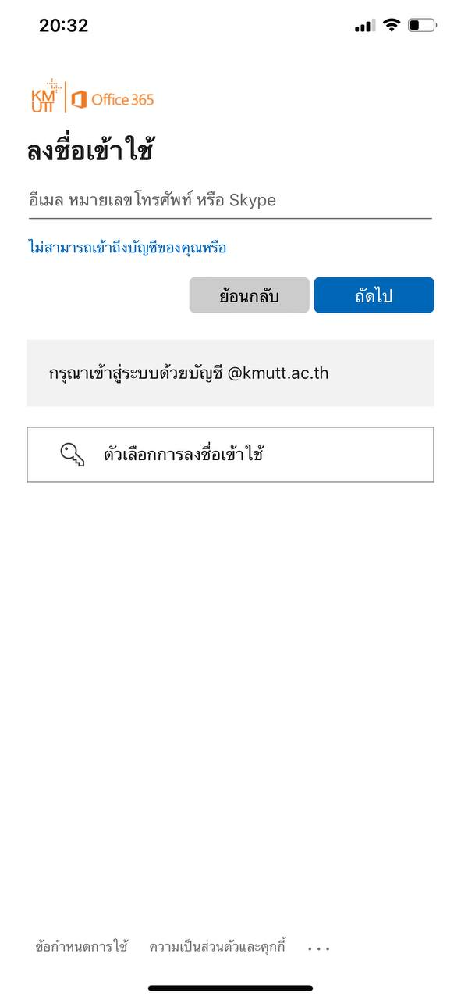 20:32
KM
UTT
Office 365
ลงชื่อเข้าใช้
อีเมล หมายเลขโทรศัพท์ หรือ Skype
ไม่สามารถเข้าถึงบัญชีของคุณหรือ
ย้อนกลับ ถัดไป
กรุณาเข้าสู่ระบบด้วยบัญชี @kmutt.ac.th
ตัวเลือกการลงชื่อเข้าใช้
ข้อกำหนดการใช้ ความเป็นส่วนตัวและคุกกี้ ...